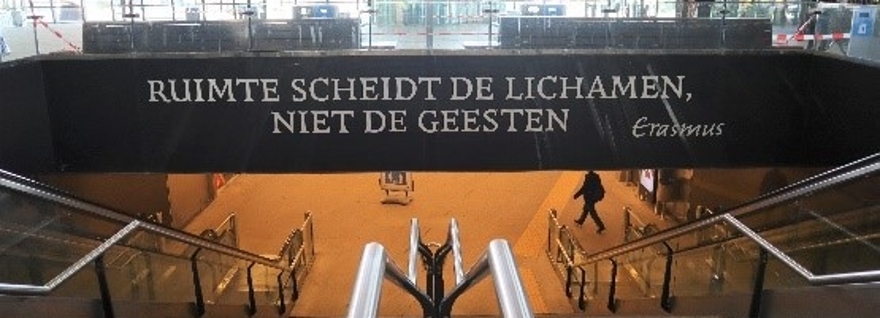 RUIMTE SCHEIDT DE LICHAMEN,
NIET DE GEESTEN
Erasmus